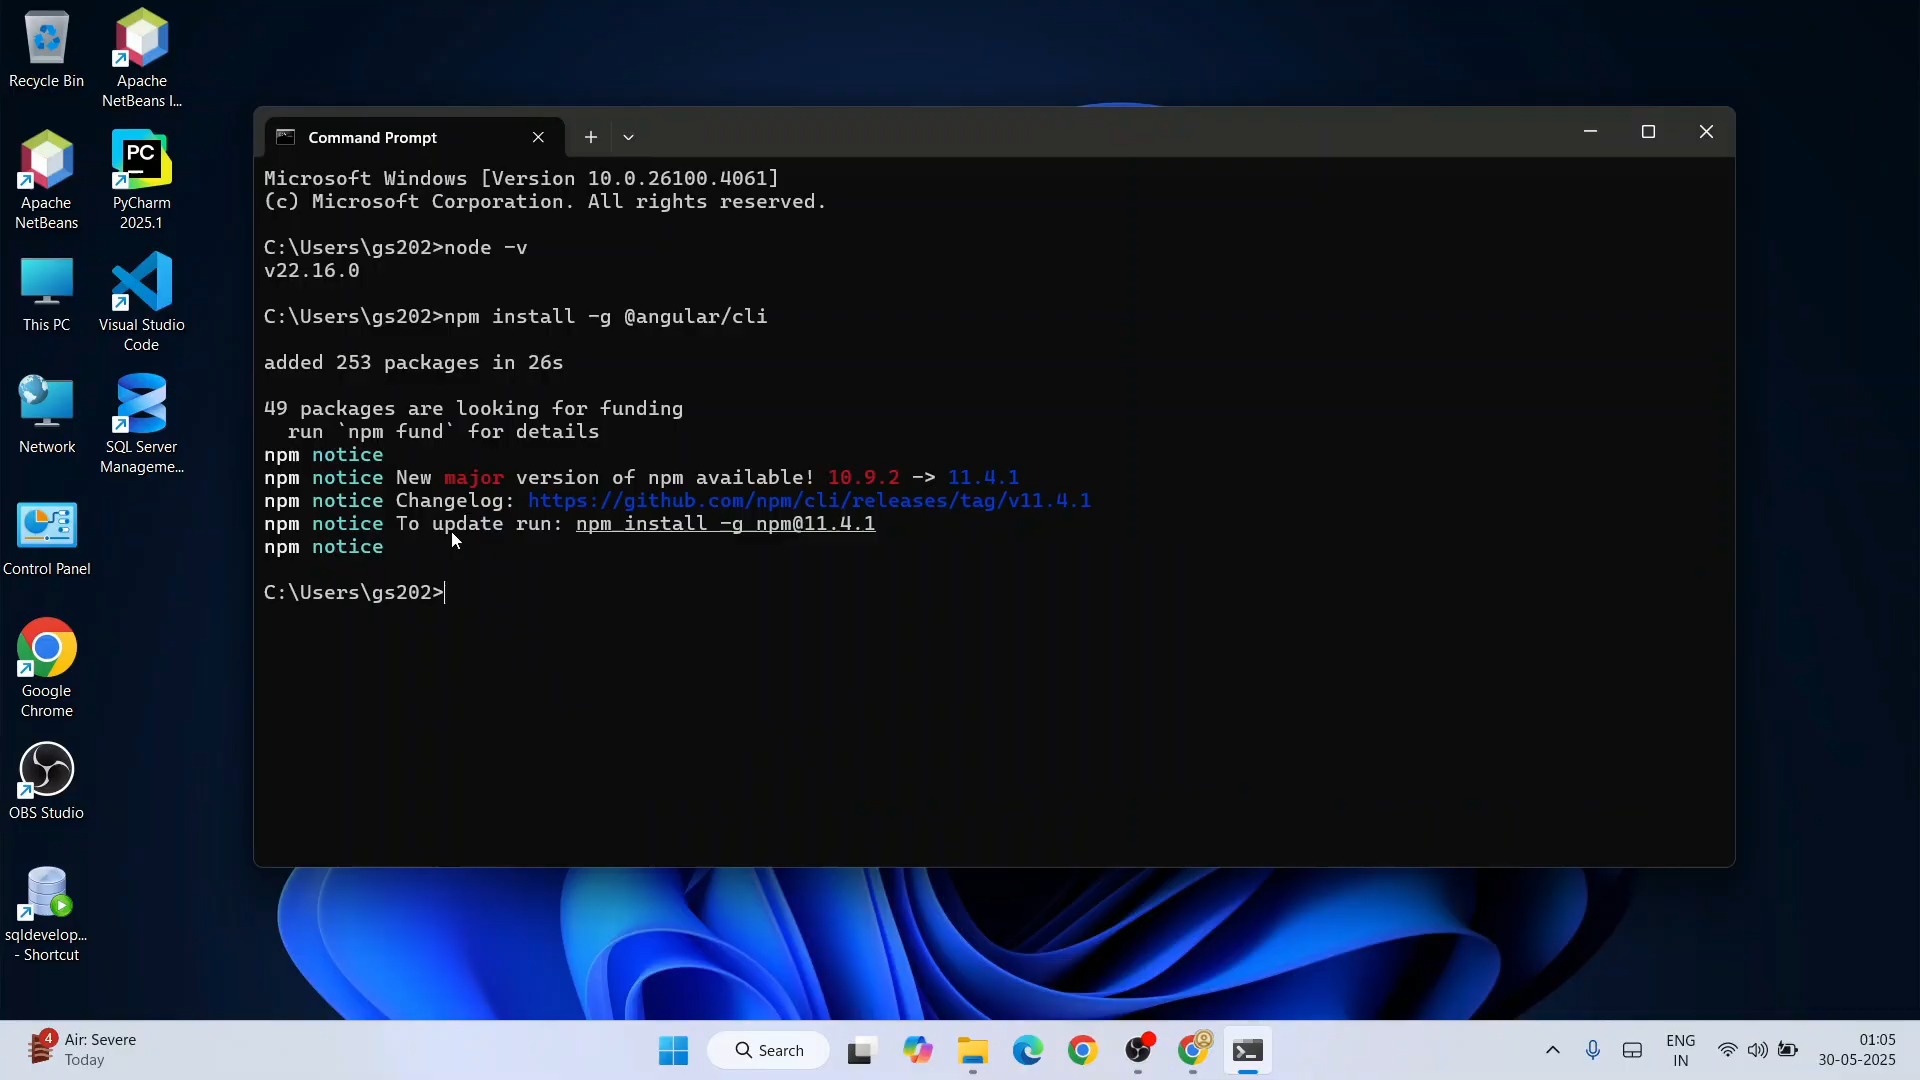 Recycle Bin
Apache
NetBeans I...
Apache
NetBeans
PC
PyCharm
2025.1
This PC
Visual Studio
Code
Network
SQL Server
Manageme...
Control Panel
Google
Chrome
OBS Studio
sqldevelop...
- Shortcut
Command Prompt
Microsoft Windows [Version 10.0.26100.4061]
(c) Microsoft Corporation. All rights reserved.
C:\Users\gs202>node -v
v22.16.0
C:\Users\gs202>npm install -g @angular/cli
added 253 packages in 26s
49 packages are looking for funding
run `npm fund` for details
npm notice
npm notice New major version of npm available! 10.9.2 -> 11.4.1
npm notice Changelog: https://github.com/npm/cli/releases/tag/v11.4.1
npm notice To update run: npm install -g npm@11.4.1
npm notice
C:\Users\gs202>
4
Air: Severe
Today
Search
ENG
IN
01:05
30-05-2025